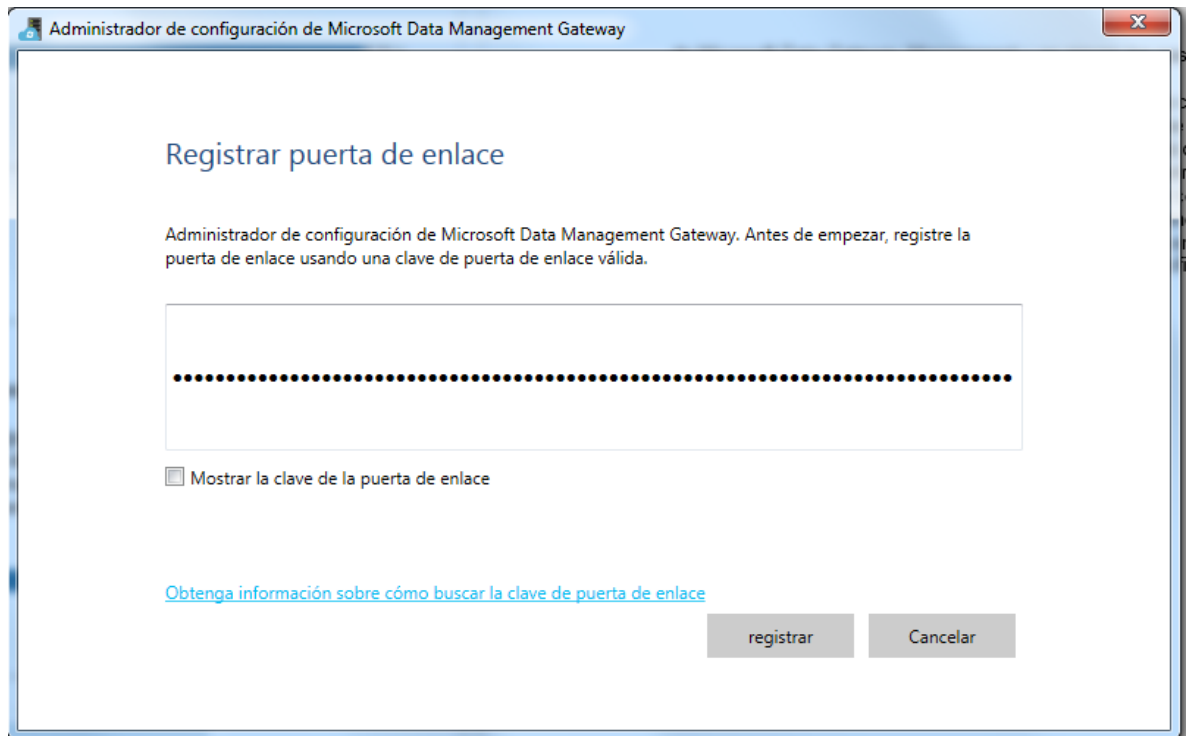 Administrador de configuración de Microsoft Data Management Gateway
Registrar puerta de enlace
Administrador de configuración de Microsoft Data Management Gateway. Antes de empezar, registre la
puerta de enlace usando una clave de puerta de enlace válida.
Mostrar la clave de la puerta de enlace
Obtenga información sobre cómo buscar la clave de puerta de enlace
registrar
Cancelar